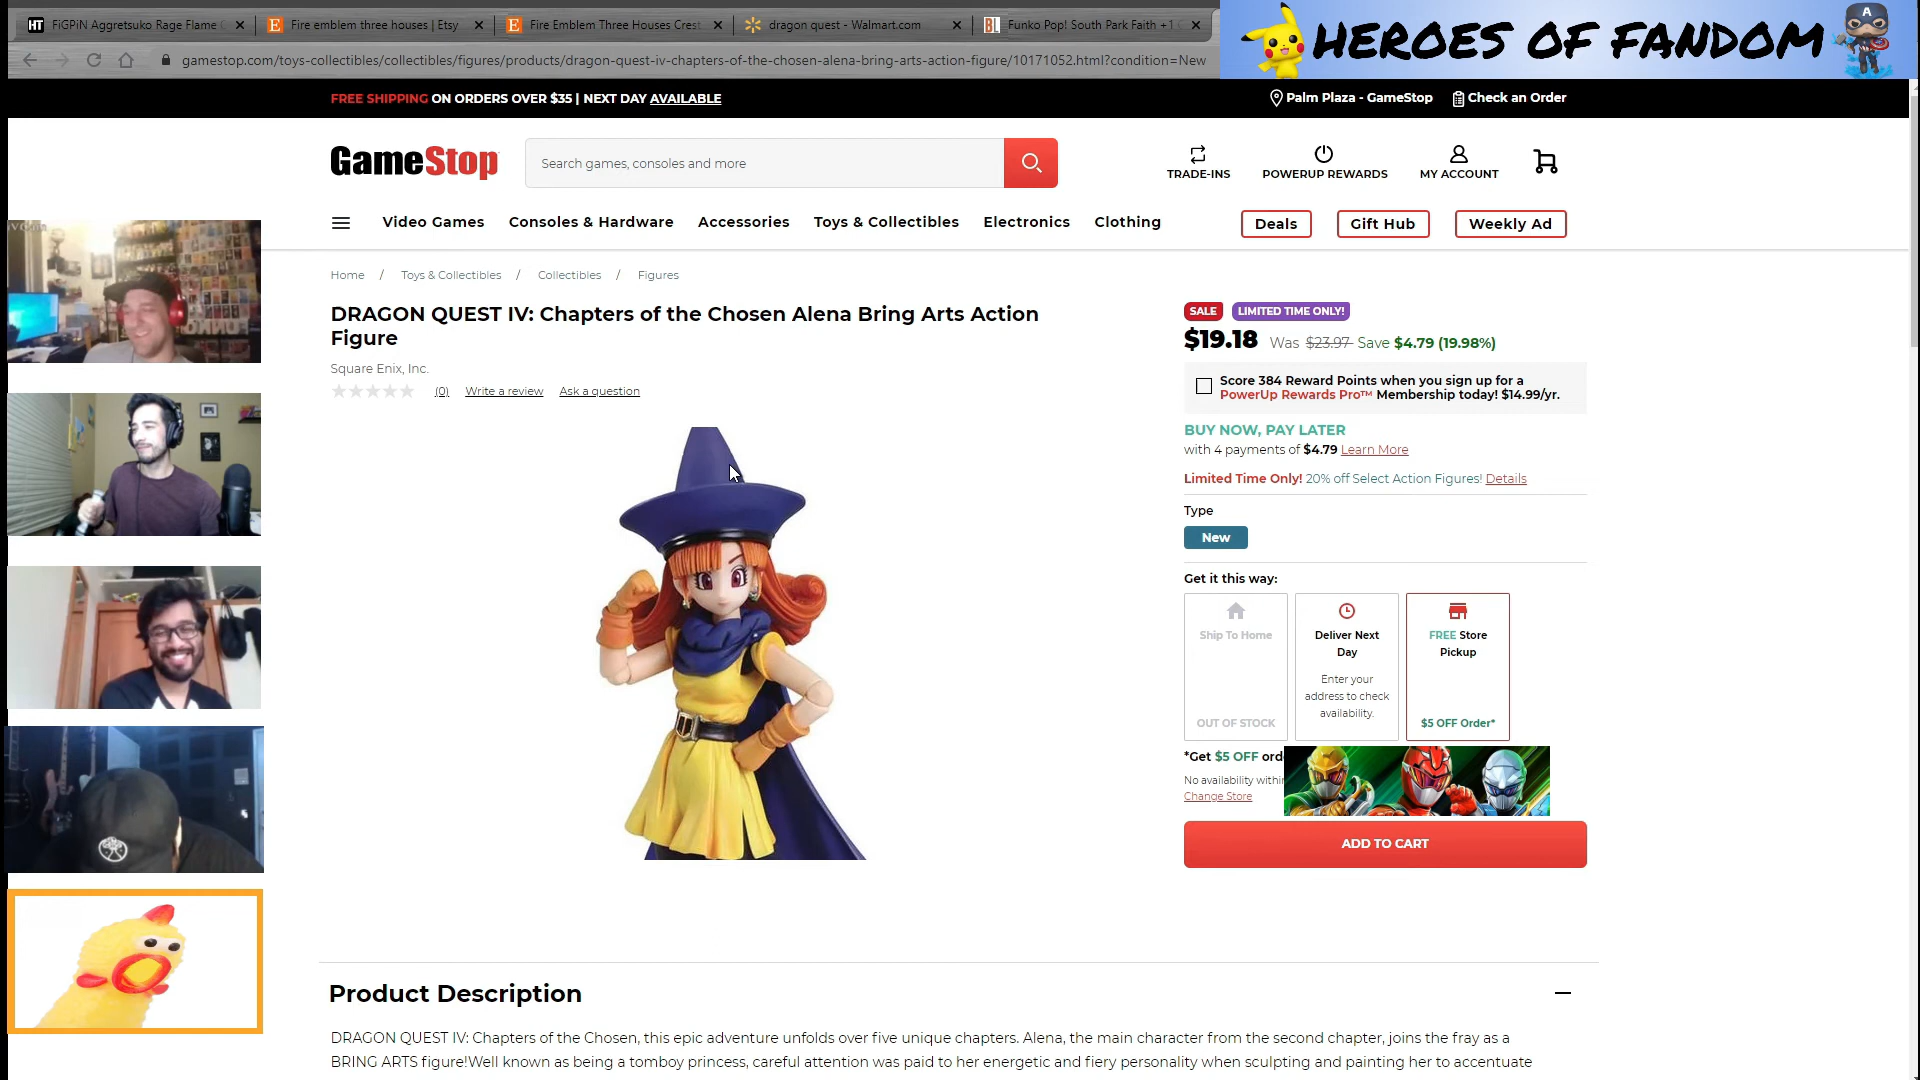 FiGPiN Aggretsuko Rage Flame
Fire emblem three houses | Etsy
Fire Emblem Three Houses Crest
dragon quest - Walmart.com
Funko Pop! South Park Faith +1
HEROES OF FANDOM
gamestop.com/toys-collectibles/collectibles/figures/products/dragon-quest-iv-chapters-of-the-chosen-alena-bring-arts-action-figure/10171052.html?condition=New
FREE SHIPPING ON ORDERS OVER $35 | NEXT DAY AVAILABLE
Palm Plaza - GameStop
Check an Order
GameStop
Search games, consoles and more
TRADE-INS
POWERUP REWARDS
MY ACCOUNT
Video Games
Consoles & Hardware
Accessories
Toys & Collectibles
Electronics
Clothing
Deals
Gift Hub
Weekly Ad
Home / Toys & Collectibles / Collectibles / Figures
DRAGON QUEST IV: Chapters of the Chosen Alena Bring Arts Action
Figure
Square Enix, Inc.
(0) Write a review Ask a question
SALE LIMITED TIME ONLY!
$19.18 Was $23.97 Save $4.79 (19.98%)
Score 384 Reward Points when you sign up for a
PowerUp Rewards Pro™ Membership today! $14.99/yr.
BUY NOW, PAY LATER
with 4 payments of $4.79 Learn More
Limited Time Only! 20% off Select Action Figures! Details
Type
New
Get it this way:
Ship To Home
OUT OF STOCK
Deliver Next
Day
Enter your
address to check
availability.
FREE Store
Pickup
$5 OFF Order*
*Get $5 OFF ord
No availability within
Change Store
ADD TO CART
Product Description
DRAGON QUEST IV: Chapters of the Chosen, this epic adventure unfolds over five unique chapters. Alena, the main character from the second chapter, joins the fray as a
BRING ARTS figure!Well known as being a tomboy princess, careful attention was paid to her energetic and fiery personality when sculpting and painting her to accentuate